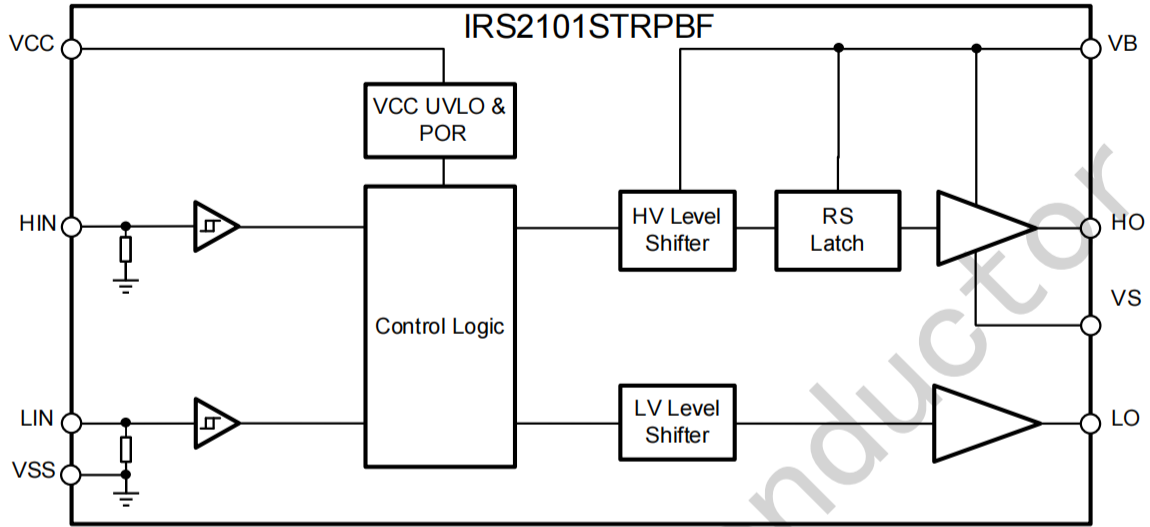 IRS2101STRPBF
VCC
VB
VCC UVLO &
POR
HIN
HV Level
Shifter
RS
Latch
HO
VS
Control Logic
LIN
LV Level
Shifter
LO
VSS
nductor